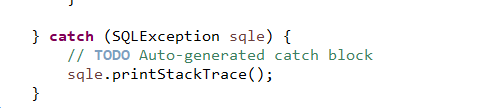 } catch (SQLException sqle) {
// TODO Auto-generated catch block
sqle.printStackTrace();
}